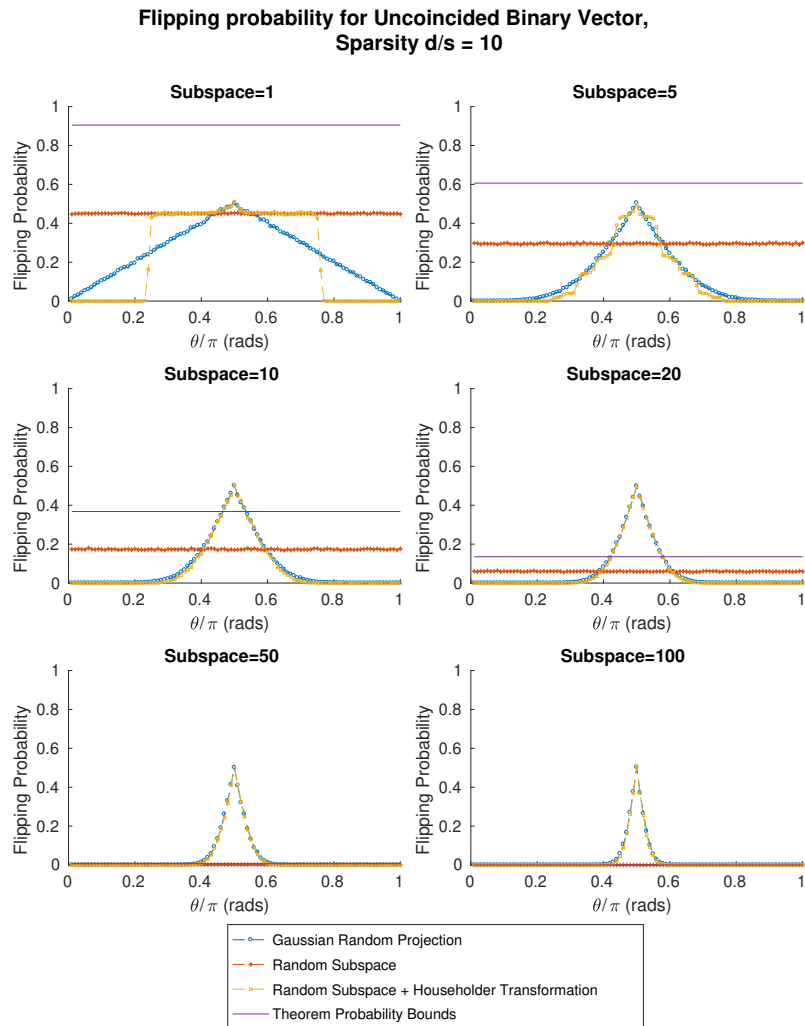 Flipping probability for Uncoincided Binary Vector,
Sparsity d/s = 10
Subspace=1
Subspace=5
1
0.8
0.6
0.4
0.2
0
Flipping Probability
0 0.2 0.4 0.6 0.8 1
θ/π (rads)
1
0.8
0.6
0.4
0.2
0
Flipping Probability
0 0.2 0.4 0.6 0.8 1
θ/π (rads)
Subspace=10
Subspace=20
1
0.8
0.6
0.4
0.2
0
Flipping Probability
0 0.2 0.4 0.6 0.8 1
θ/π (rads)
1
0.8
0.6
0.4
0.2
0
Flipping Probability
0 0.2 0.4 0.6 0.8 1
θ/π (rads)
Subspace=50
Subspace=100
1
0.8
0.6
0.4
0.2
0
Flipping Probability
0 0.2 0.4 0.6 0.8 1
θ/π (rads)
1
0.8
0.6
0.4
0.2
0
Flipping Probability
0 0.2 0.4 0.6 0.8 1
θ/π (rads)
Gaussian Random Projection
Random Subspace
Random Subspace + Householder Transformation
Theorem Probability Bounds